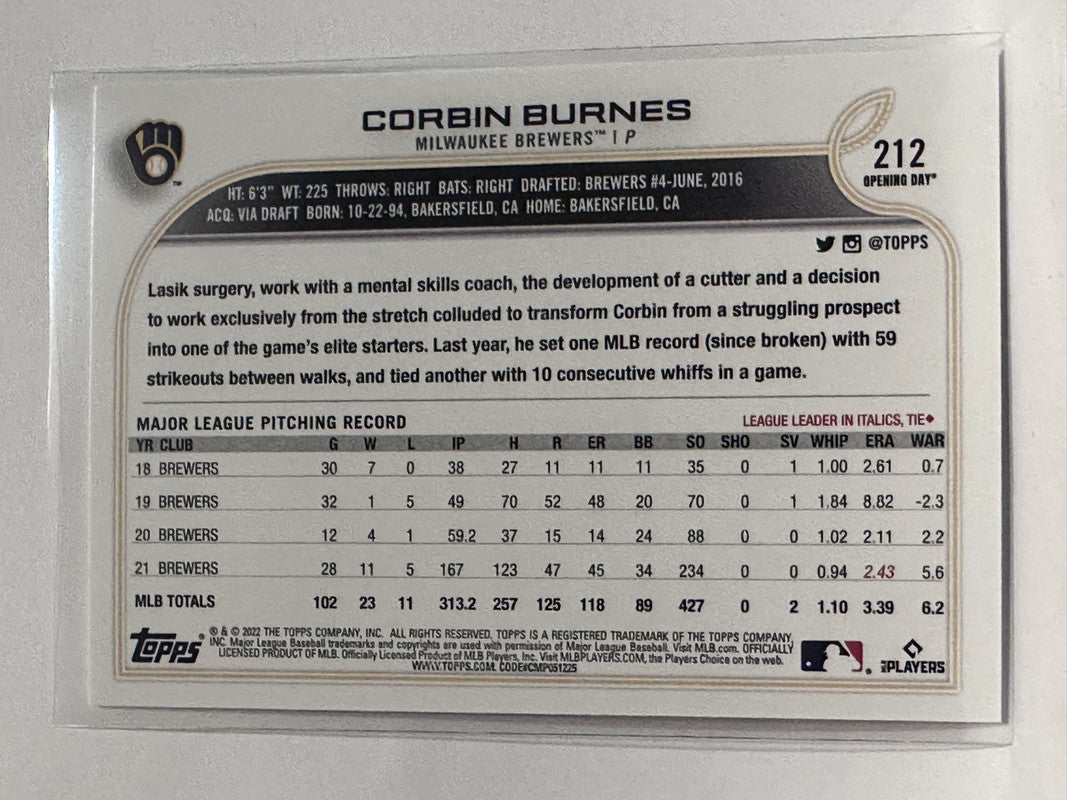 CORBIN BURNES
MILWAUKEE BREWERS™ | P
212
OPENING DAY®
HT: 6'3" WT: 225 THROWS: RIGHT BATS: RIGHT DRAFTED: BREWERS #4-JUNE, 2016
ACQ: VIA DRAFT BORN: 10-22-94, BAKERSFIELD, CA HOME: BAKERSFIELD, CA
@TOPPS
Lasik surgery, work with a mental skills coach, the development of a cutter and a decision
to work exclusively from the stretch colluded to transform Corbin from a struggling prospect
into one of the game's elite starters. Last year, he set one MLB record (since broken) with 59
strikeouts between walks, and tied another with 10 consecutive whiffs in a game.
MAJOR LEAGUE PITCHING RECORD LEAGUE LEADER IN ITALICS, TIE♦
YR CLUB G W L IP H R ER BB SO SHO SV WHIP ERA WAR
18 BREWERS 30 7 0 38 27 11 11 11 35 0 1 1.00 2.61 0.7
19 BREWERS 32 1 5 49 70 52 48 20 70 0 1 1.84 8.82 -2.3
20 BREWERS 12 4 1 59.2 37 15 14 24 88 0 0 1.02 2.11 2.2
21 BREWERS 28 11 5 167 123 47 45 34 234 0 0 0.94 2.43 5.6
MLB TOTALS 102 23 11 313.2 257 125 118 89 427 0 2 1.10 3.39 6.2
Topps®
® & © 2022 THE TOPPS COMPANY, INC. ALL RIGHTS RESERVED. TOPPS IS A REGISTERED TRADEMARK OF THE TOPPS COMPANY,
INC. Major League Baseball trademarks and copyrights are used with permission of Major League Baseball. Visit MLB.com. OFFICIALLY
LICENSED PRODUCT OF MLB. Officially Licensed Product of MLB Players, Inc. Visit MLBPLAYERS.COM, the Players Choice on the web.
WWW.TOPPS.COM CODE#CMP051225
MLB PLAYERS